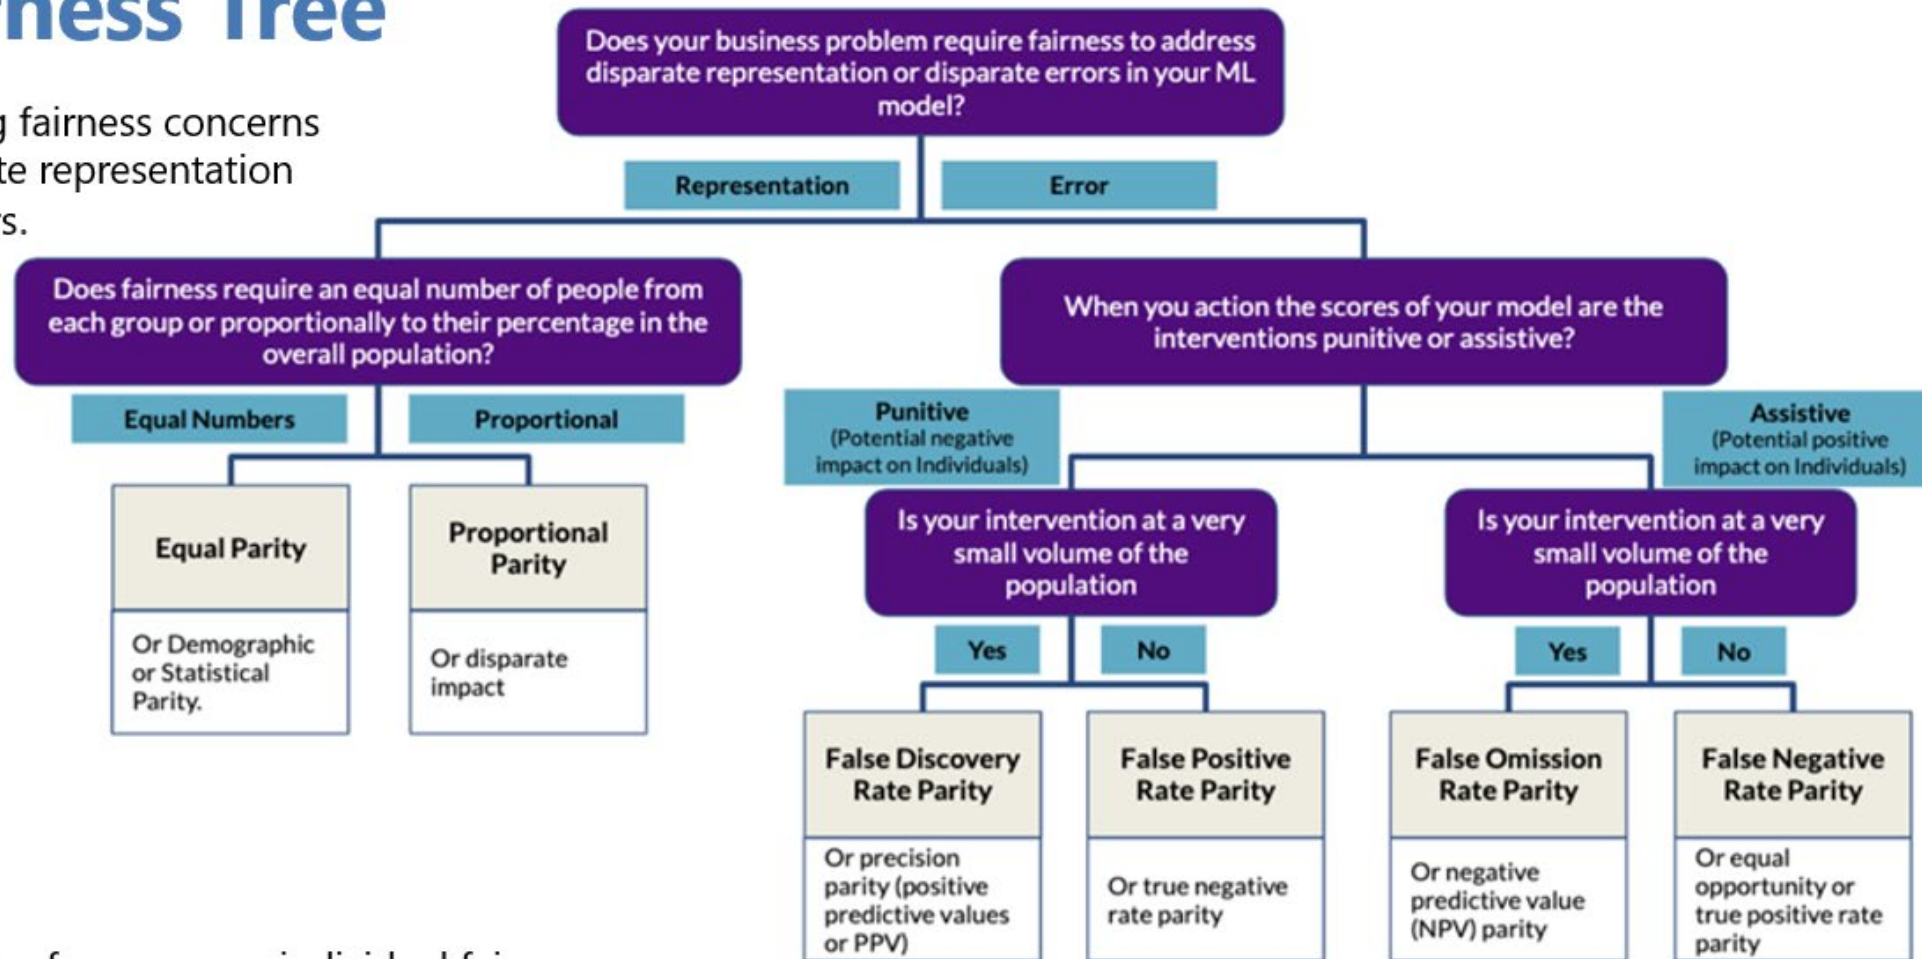 ness Tree
g fairness concerns
te representation
rs.
Does your business problem require fairness to address
disparate representation or disparate errors in your ML
model?
Representation
Error
Does fairness require an equal number of people from
each group or proportionally to their percentage in the
overall population?
When you action the scores of your model are the
interventions punitive or assistive?
Equal Numbers
Proportional
Punitive
(Potential negative
impact on Individuals)
Assistive
(Potential positive
impact on Individuals)
Equal Parity
Or Demographic
or Statistical
Parity.
Proportional
Parity
Or disparate
impact
Is your intervention at a very
small volume of the
population
Yes
No
Is your intervention at a very
small volume of the
population
Yes
No
False Discovery
Rate Parity
Or precision
parity (positive
predictive values
or PPV)
False Positive
Rate Parity
Or true negative
rate parity
False Omission
Rate Parity
Or negative
predictive value
(NPV) parity
False Negative
Rate Parity
Or equal
opportunity or
true positive rate
parity